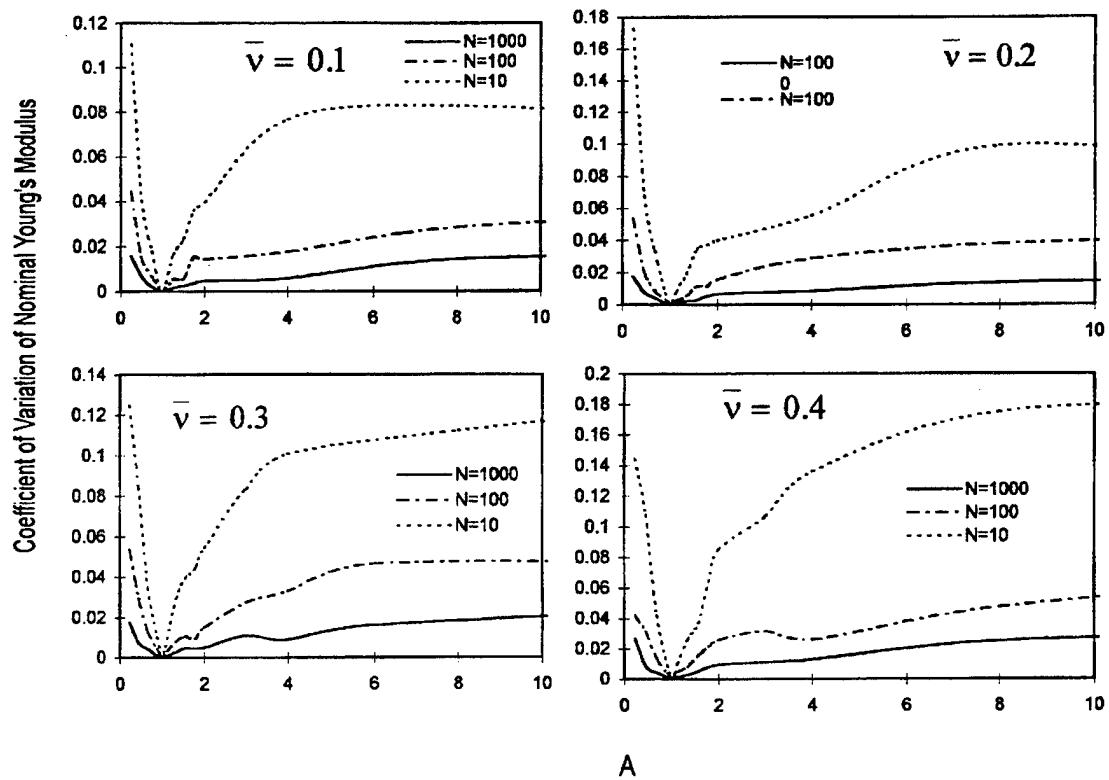 Coefficient of Variation of Nominal Young's Modulus
0.12
0.1
0.08
0.06
0.04
0.02
0
0 2 4 6 8 10
ν̅ = 0.1
N=1000
N=100
N=10
0.18
0.16
0.14
0.12
0.1
0.08
0.06
0.04
0.02
0
0 2 4 6 8 10
ν̅ = 0.2
N=100
0
N=100
0.14
0.12
0.1
0.08
0.06
0.04
0.02
0
0 2 4 6 8 10
ν̅ = 0.3
N=1000
N=100
N=10
0.2
0.18
0.16
0.14
0.12
0.1
0.08
0.06
0.04
0.02
0
0 2 4 6 8 10
ν̅ = 0.4
N=1000
N=100
N=10
A